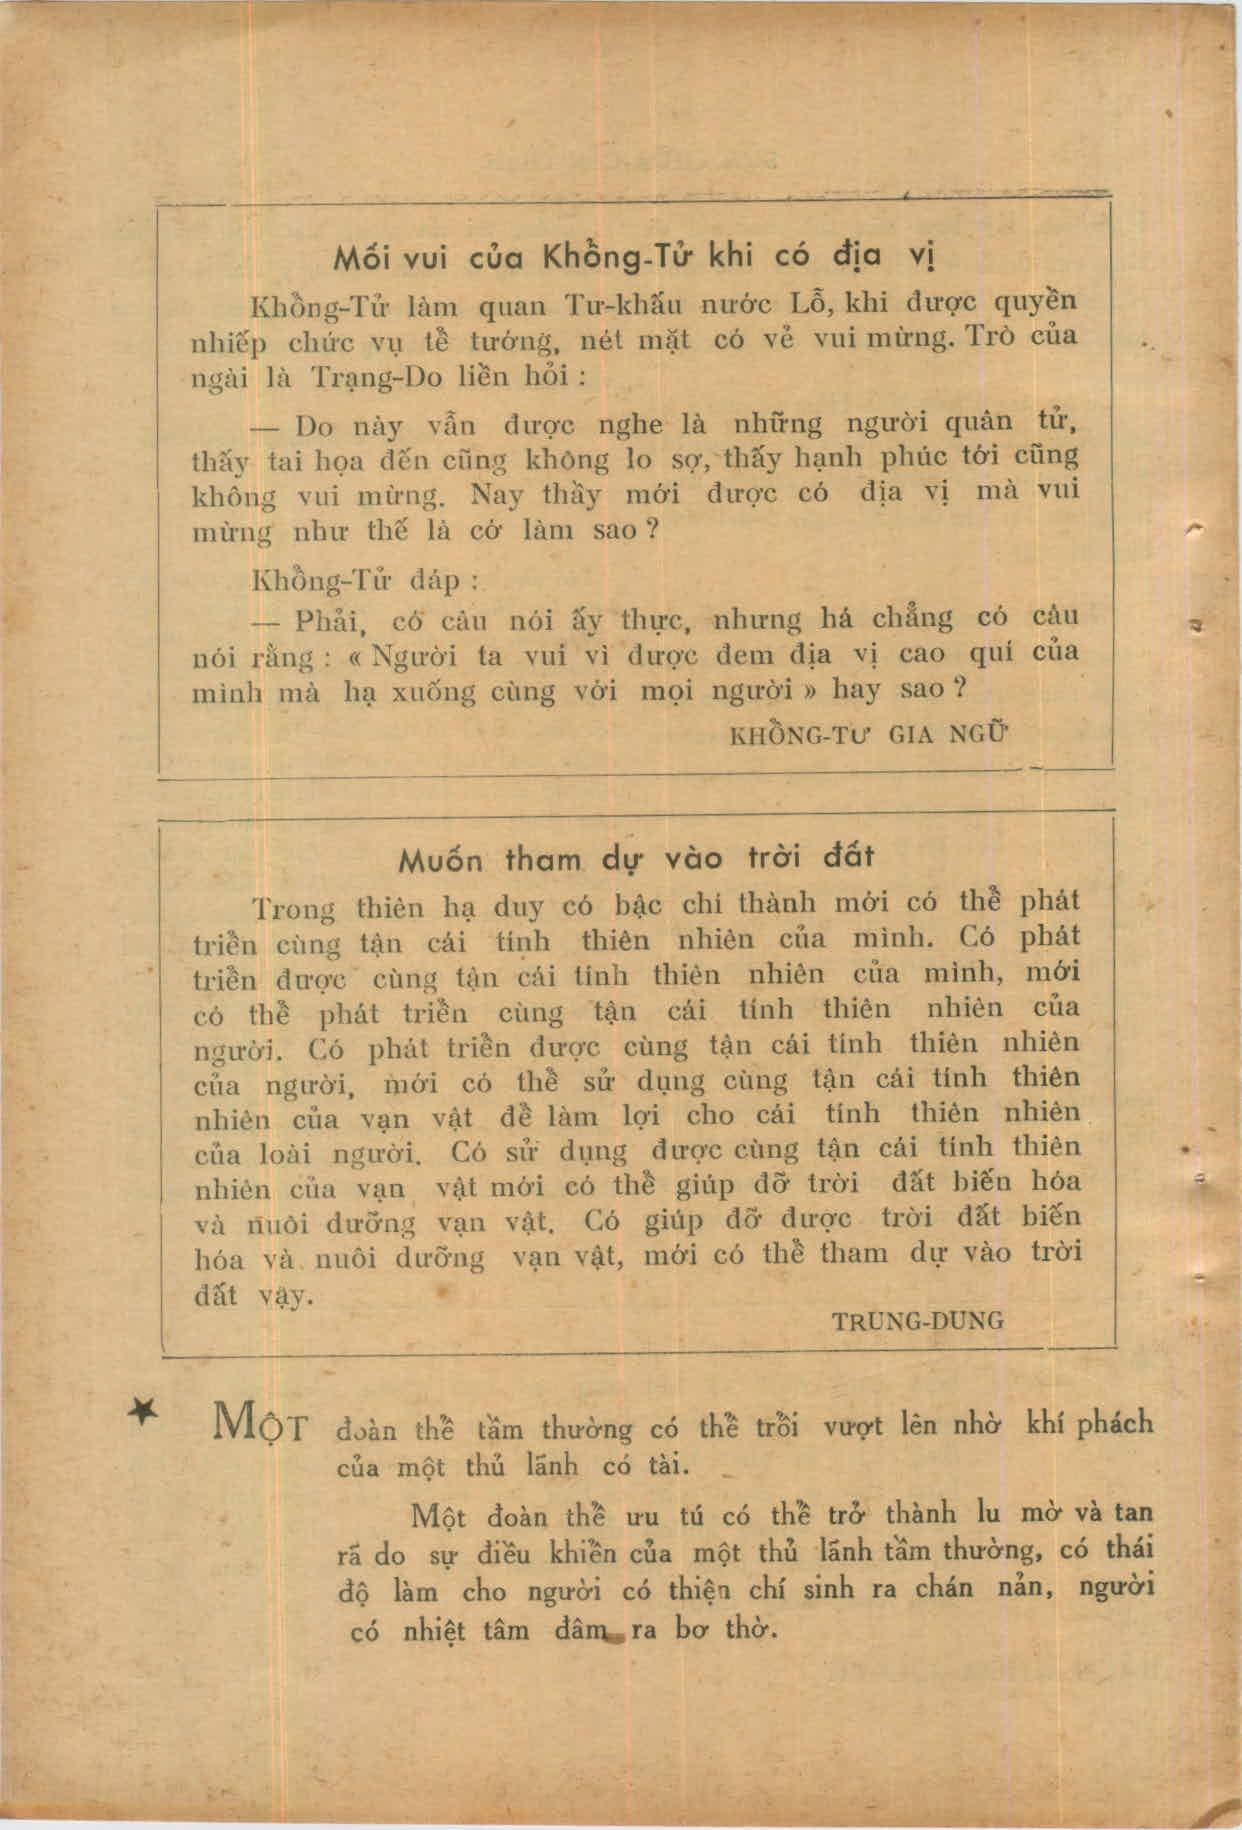 Mối vui của Khổng-Tử khi có địa vị
Khổng-Tử làm quan Tư-khấu nước Lỗ, khi được quyền
nhiếp chức vụ tể tướng, nét mặt có vẻ vui mừng. Trò của
ngài là Trạng-Do liền hỏi :
— Do này vẫn được nghe là những người quân tử,
thấy tai họa đến cũng không lo sợ, thấy hạnh phúc tới cũng
không vui mừng. Nay thầy mới được có địa vị mà vui
mừng như thế là cớ làm sao ?
Khổng-Tử đáp :
— Phải, có câu nói ấy thực, nhưng há chẳng có câu
nói rằng : « Người ta vui vì được đem địa vị cao quí của
mình mà hạ xuống cùng với mọi người » hay sao ?
KHỔNG-TƯ GIA NGỮ
Muốn tham dự vào trời đất
Trong thiên hạ duy có bậc chí thành mới có thể phát
triển cùng tận cái tính thiên nhiên của mình. Có phát
triển được cùng tận cái tính thiên nhiên của mình, mới
có thể phát triển cùng tận cái tính thiên nhiên của
người. Có phát triển được cùng tận cái tính thiên nhiên
của người, mới có thể sử dụng cùng tận cái tính thiên
nhiên của vạn vật để làm lợi cho cái tính thiên nhiên
của loài người. Có sử dụng được cùng tận cái tính thiên
nhiên của vạn vật mới có thể giúp đỡ trời đất biến hóa
và nuôi dưỡng vạn vật. Có giúp đỡ được trời đất biến
hóa và nuôi dưỡng vạn vật, mới có thể tham dự vào trời
đất vậy.
TRUNG-DUNG
★ MỘT đoàn thể tầm thường có thể trổi vượt lên nhờ khí phách
của một thủ lãnh có tài.
Một đoàn thể ưu tú có thể trở thành lu mờ và tan
rã do sự điều khiển của một thủ lãnh tầm thường, có thái
độ làm cho người có thiện chí sinh ra chán nản, người
có nhiệt tâm đâm ra bơ thờ.